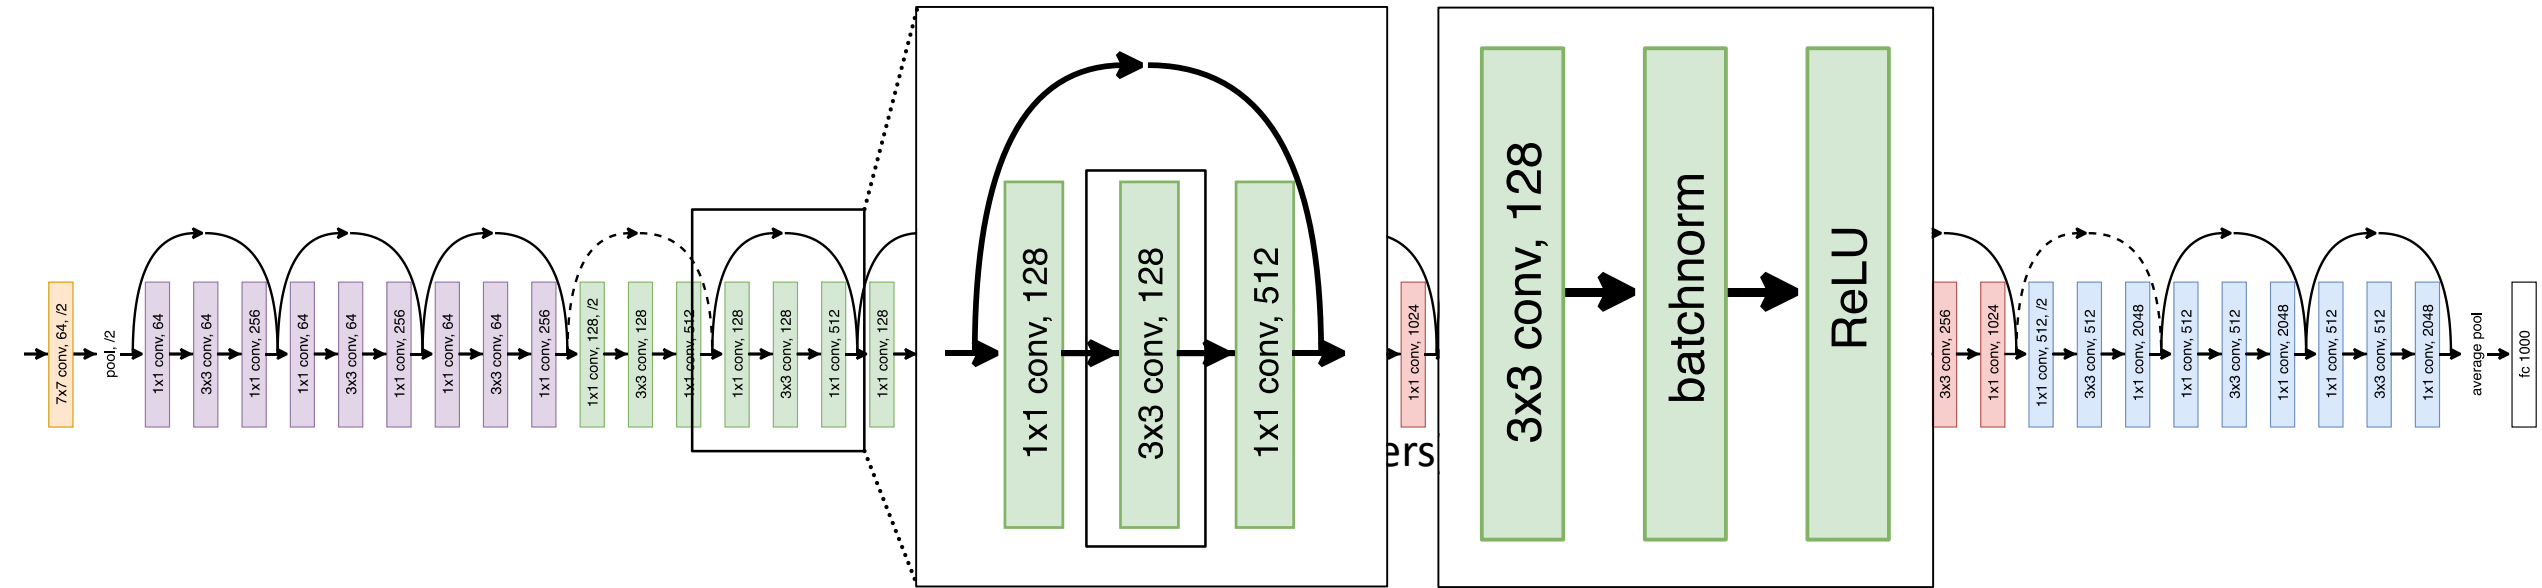 7x7 conv, 64, /2
pool, /2
1x1 conv, 64
3x3 conv, 64
1x1 conv, 256
1x1 conv, 64
3x3 conv, 64
1x1 conv, 256
1x1 conv, 64
3x3 conv, 64
1x1 conv, 256
1x1 conv, 128, /2
3x3 conv, 128
1x1 conv, 512
1x1 conv, 128
3x3 conv, 128
1x1 conv, 512
1x1 conv, 128
1x1 conv, 128
3x3 conv, 128
1x1 conv, 512
1x1 conv, 1024
ers
3x3 conv, 128
batchnorm
ReLU
3x3 conv, 256
1x1 conv, 1024
1x1 conv, 512, /2
3x3 conv, 512
1x1 conv, 2048
1x1 conv, 512
3x3 conv, 512
1x1 conv, 2048
1x1 conv, 512
3x3 conv, 512
1x1 conv, 2048
average pool
fc 1000